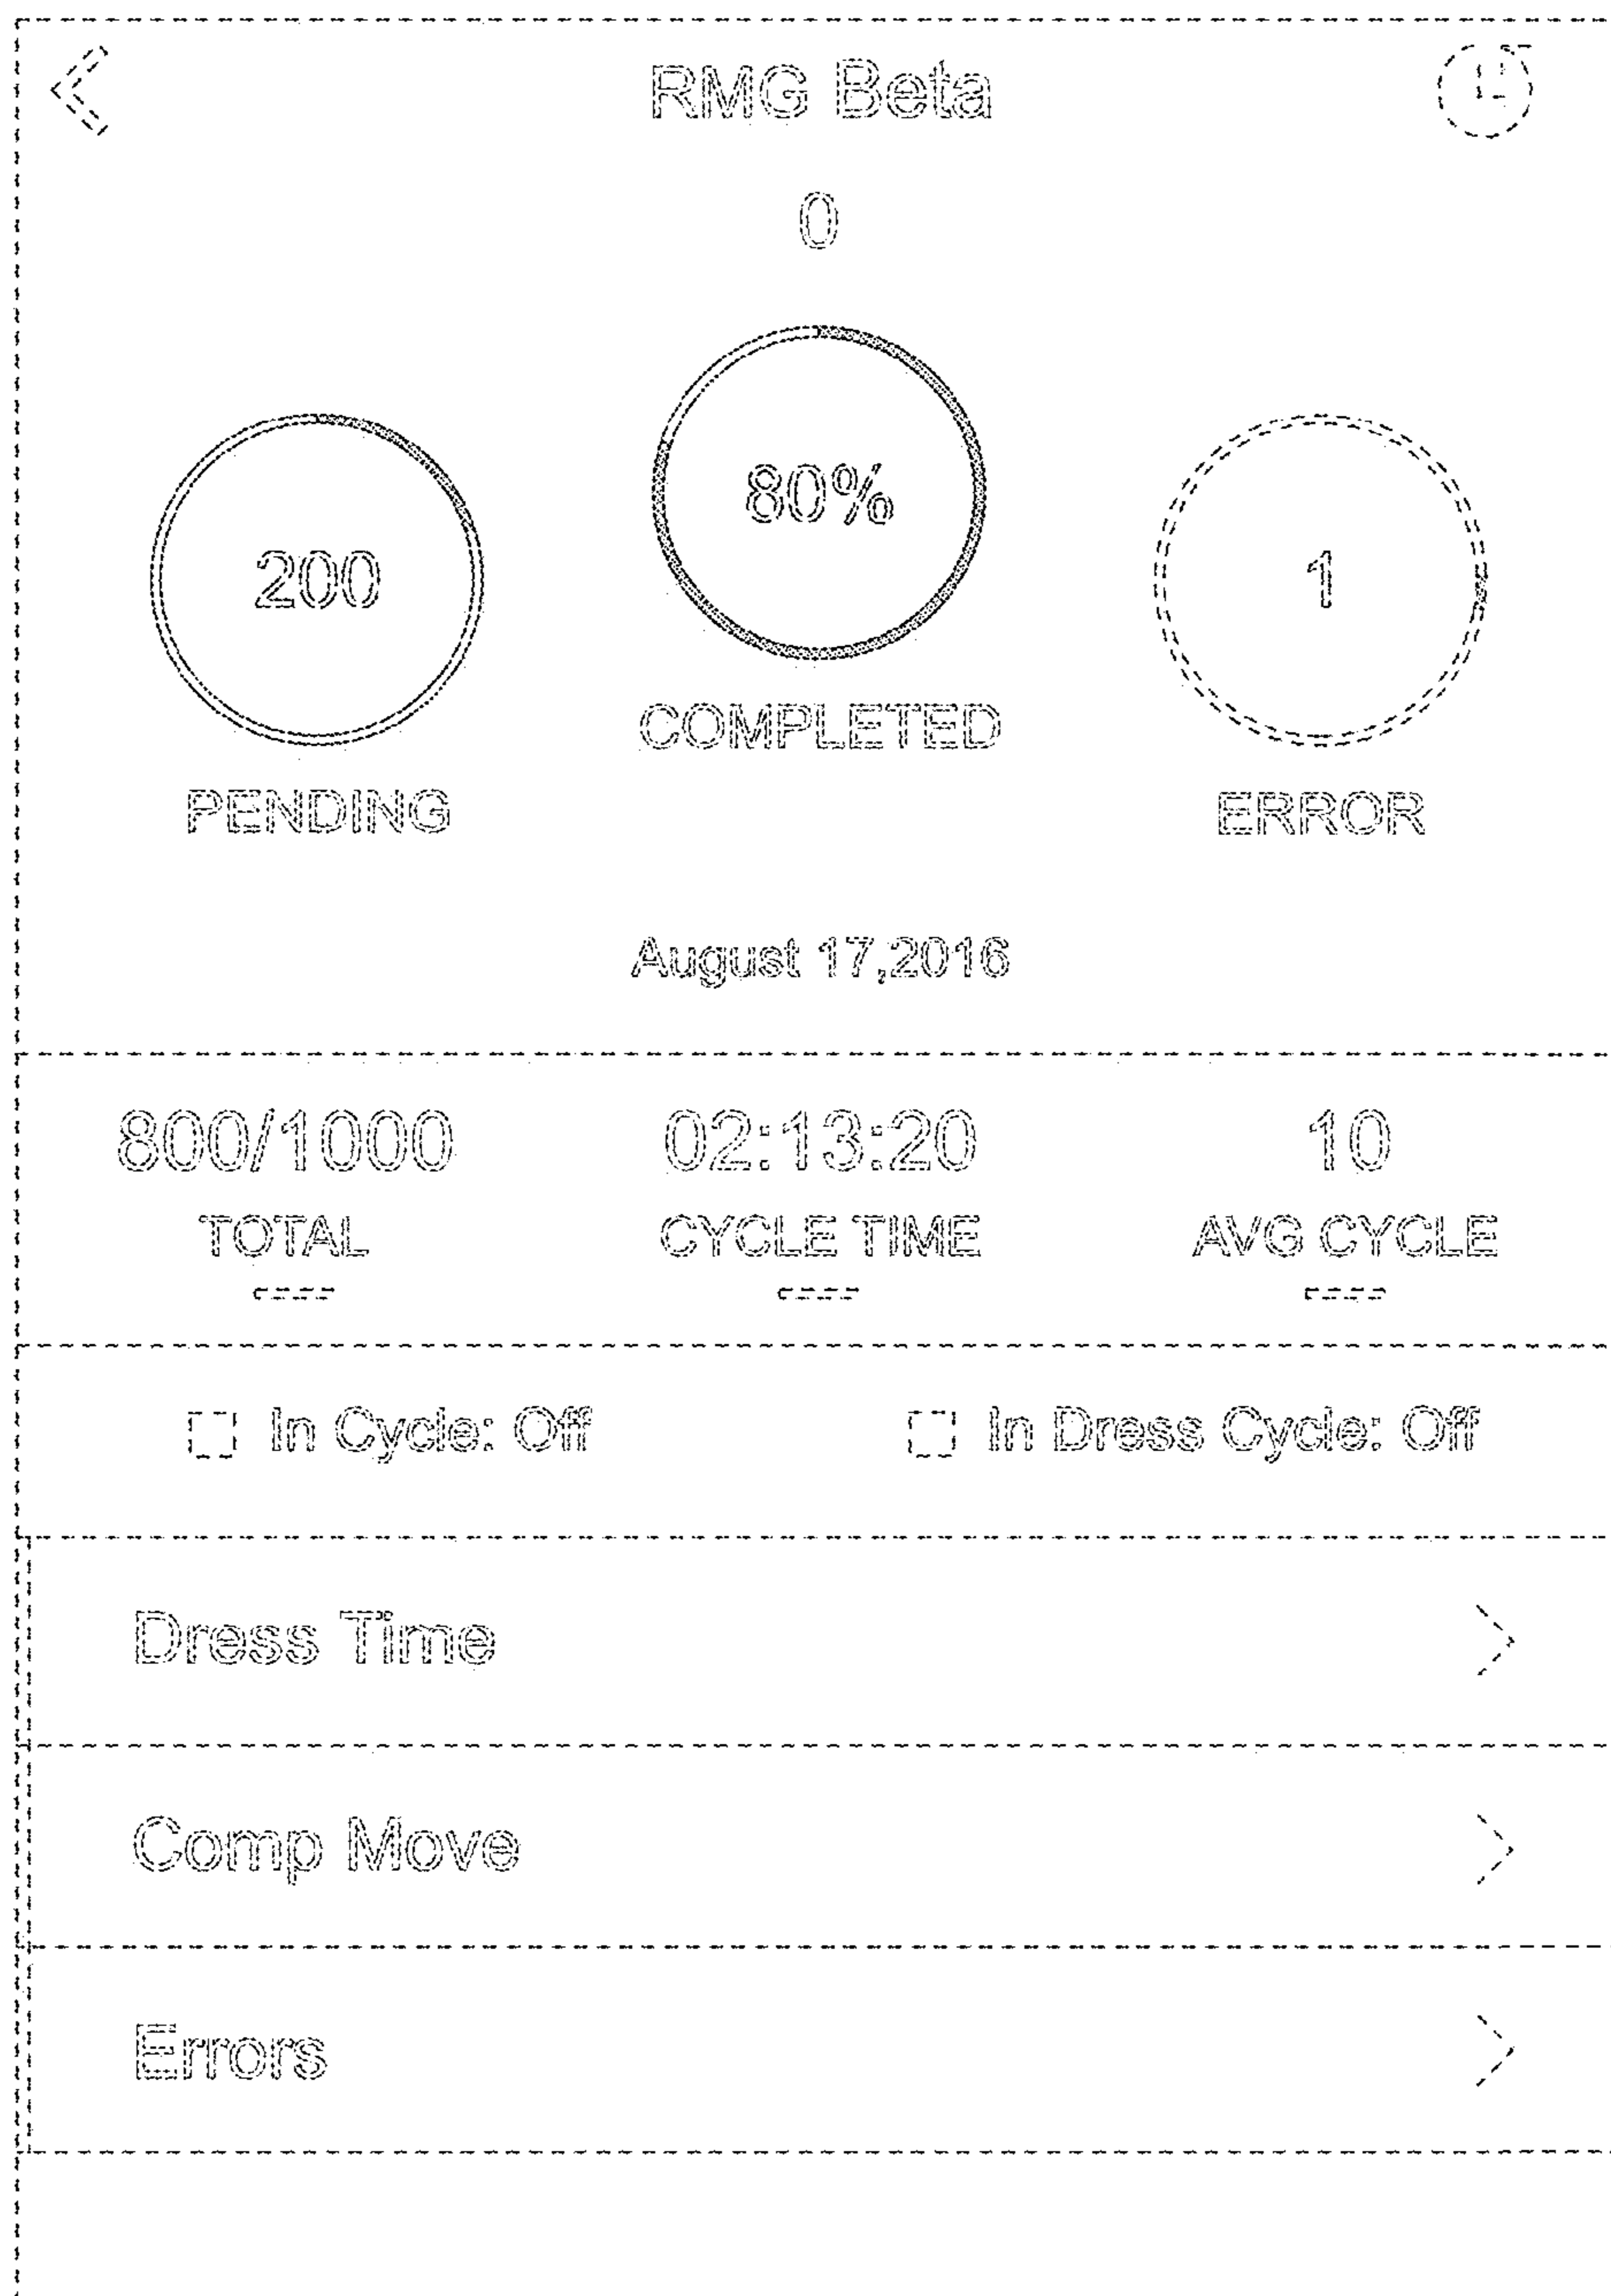 RMG Beta
0
200
80%
1
COMPLETED
PENDING
ERROR
August 17,2016
800/1000
02:13:20
10
TOTAL
CYCLE TIME
AVG CYCLE
In Cycle: Off
In Dress Cycle: Off
Dress Time
Comp Move
Errors